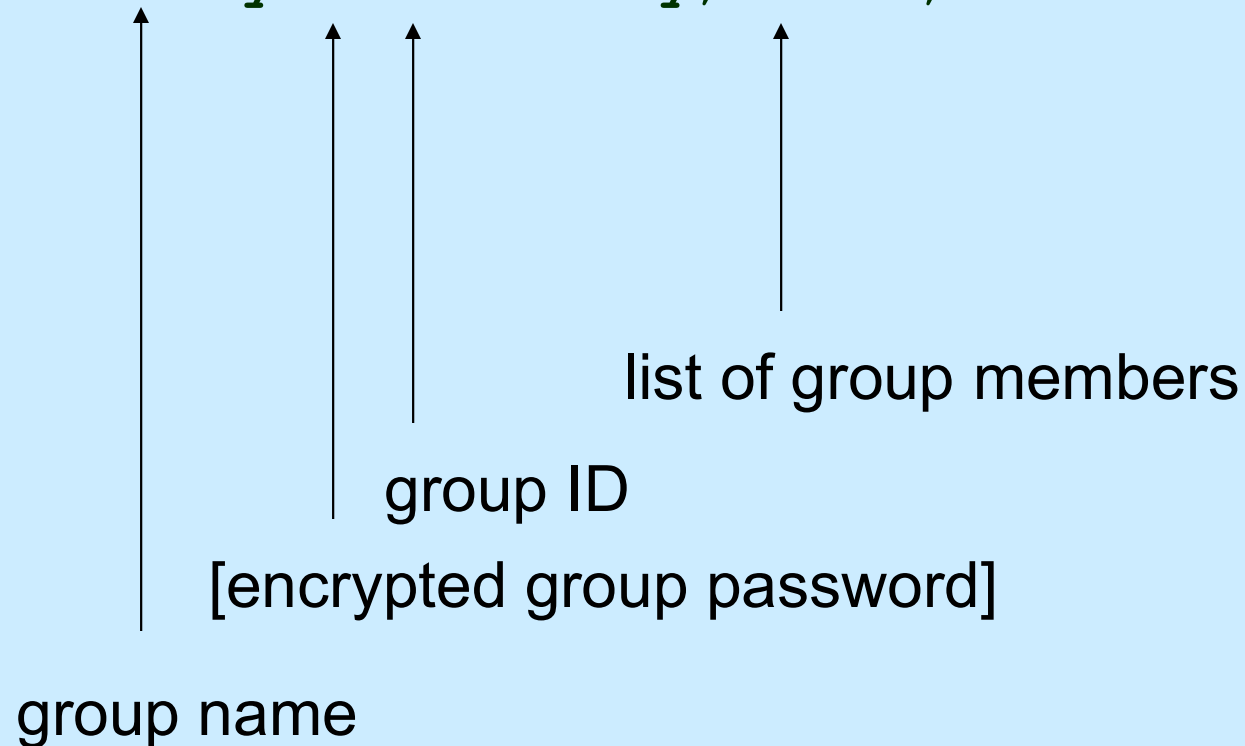 list of group members
group ID
[encrypted group password]
group name